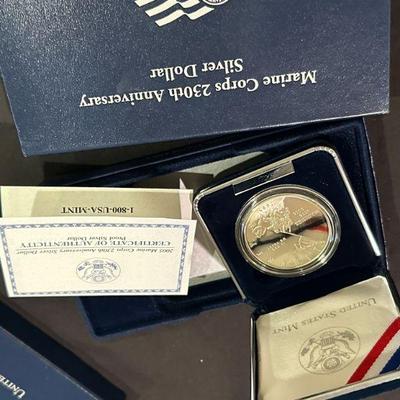 Marine Corps 230th Anniversary
Silver Dollar
1-800-USA-MINT
CERTIFICATE OF AUTHENTICITY
2005 Marine Corps 230th Anniversary Silver Dollar
Proof Silver Dollar
UNITED STATES MINT
UNITED